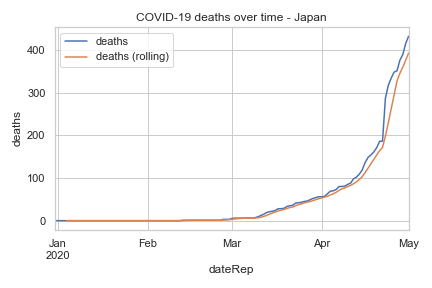 COVID-19 deaths over time - Japan
deaths
deaths (rolling)
400
300
200
100
0
deaths
Jan
2020
Feb
Mar
Apr
May
dateRep